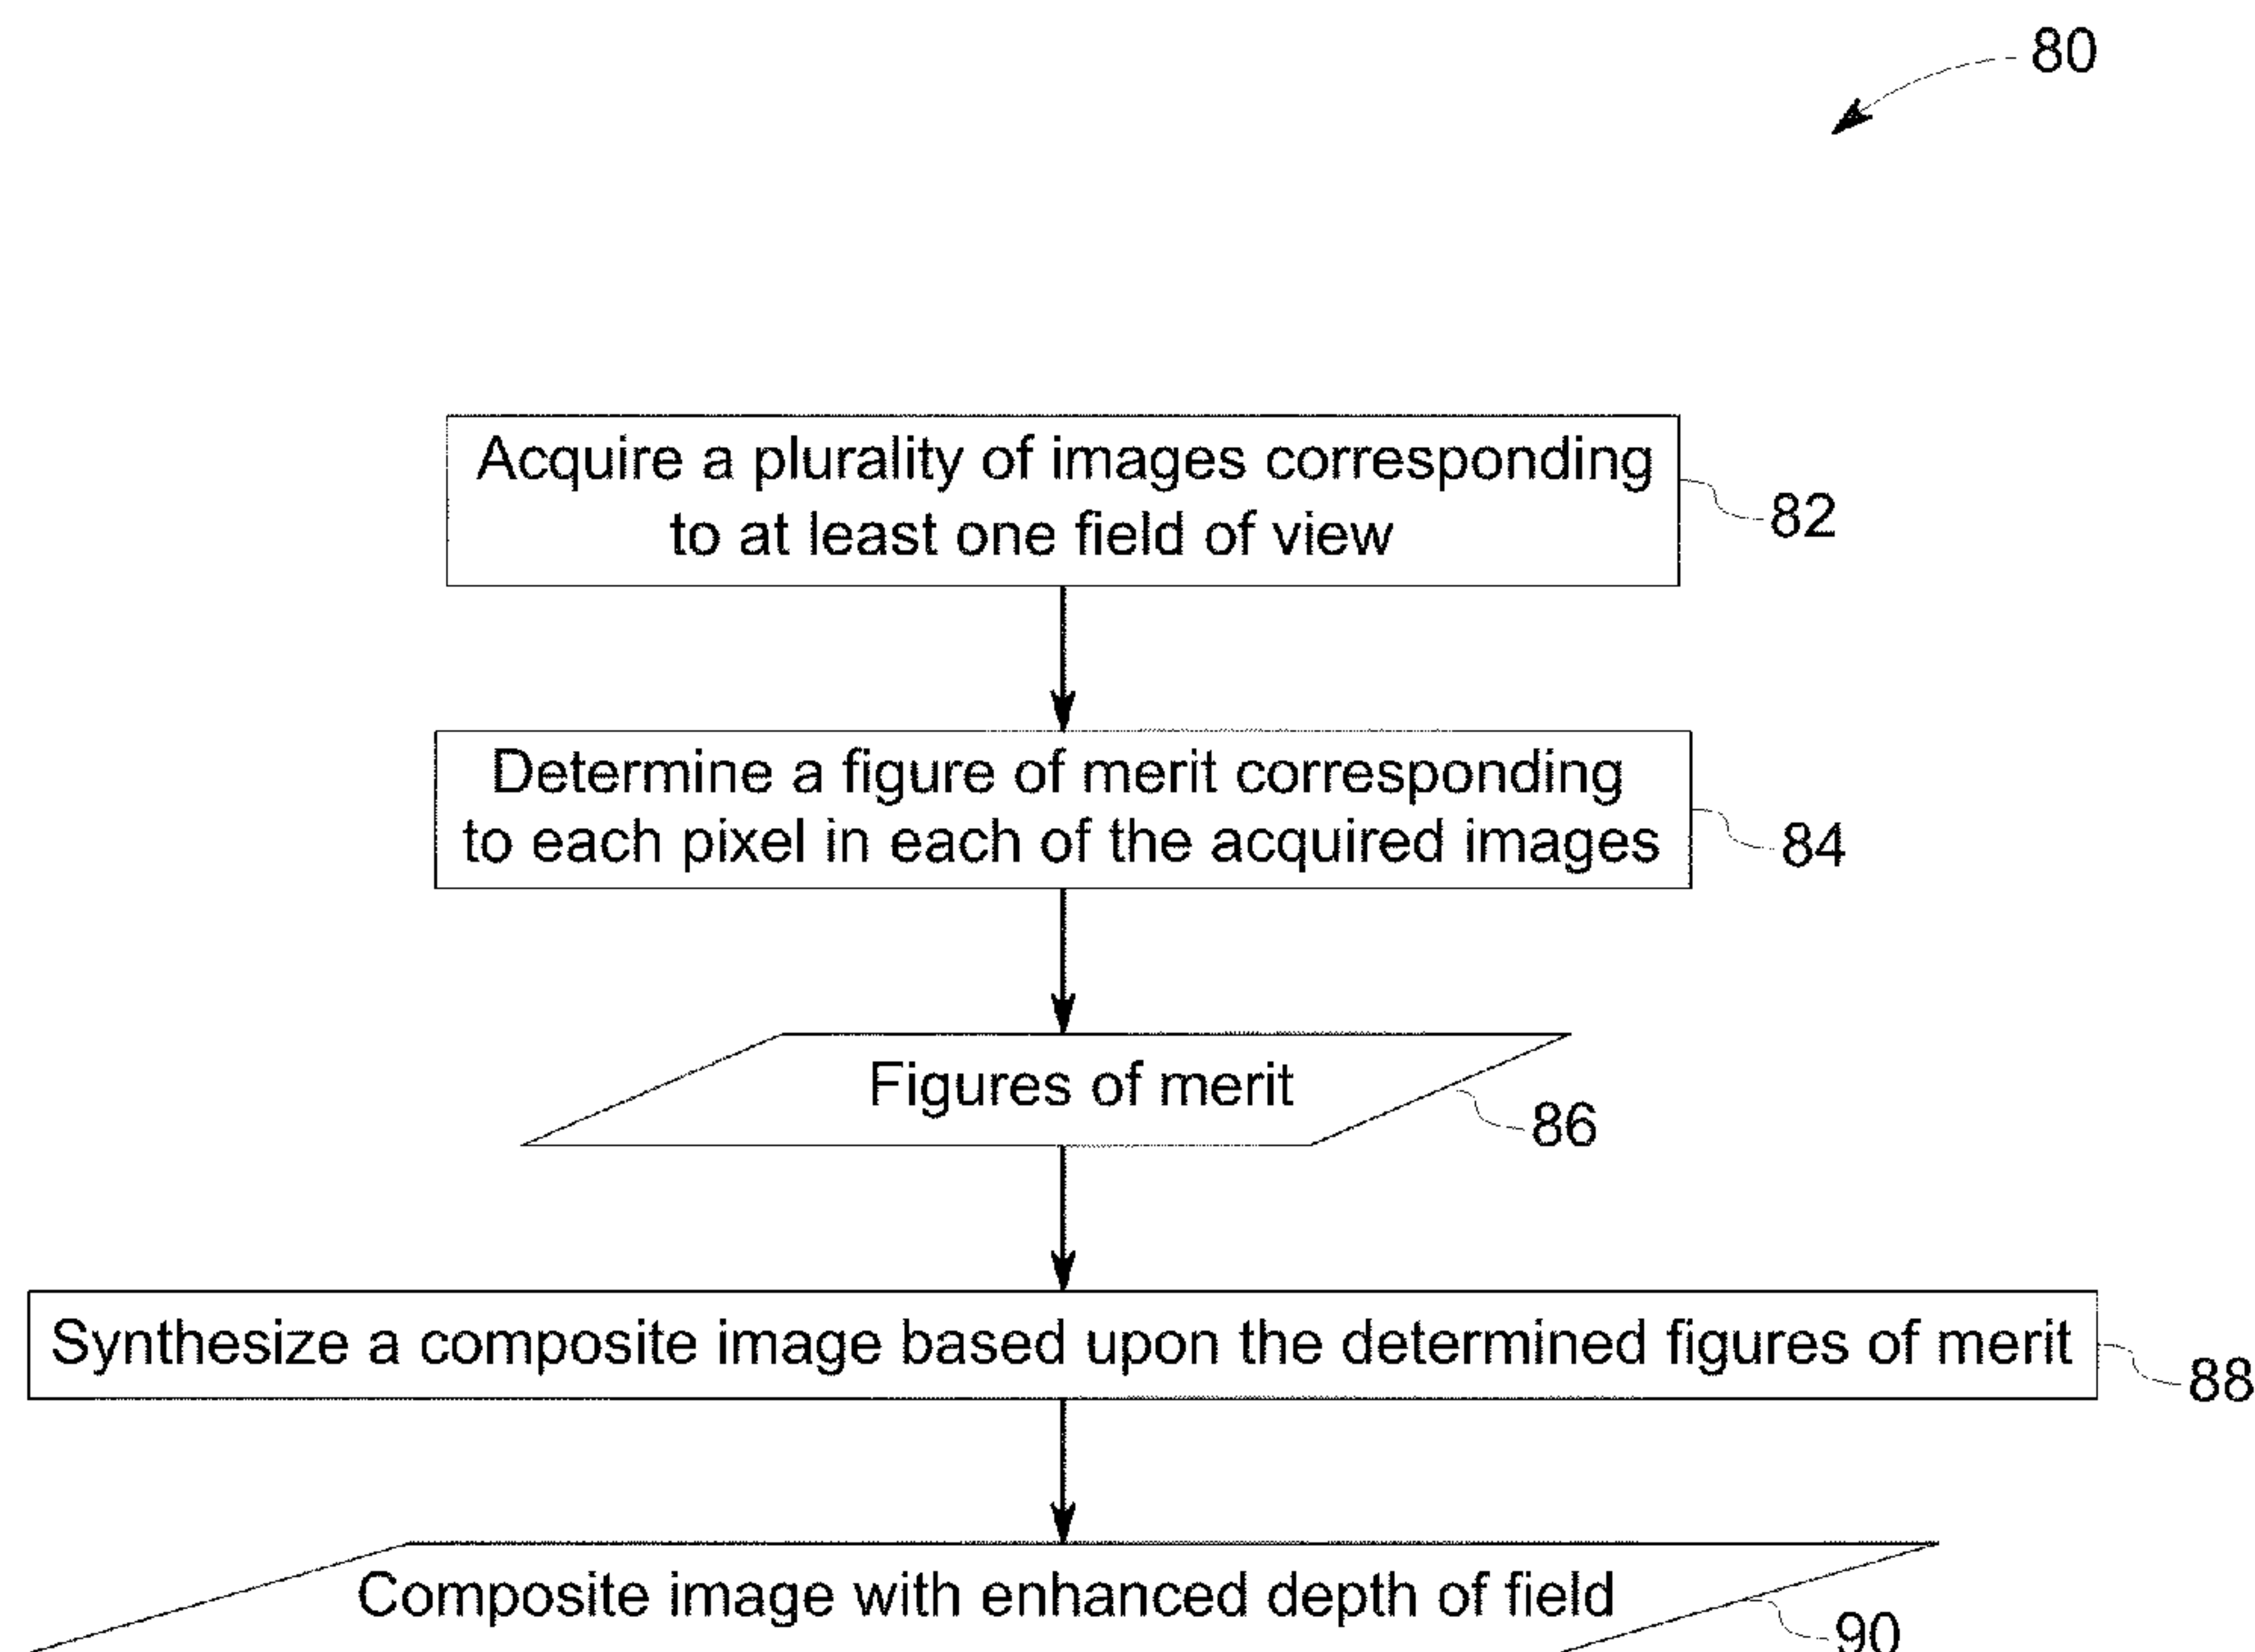 80
Acquire a plurality of images corresponding
to at least one field of view
82
Determine a figure of merit corresponding
to each pixel in each of the acquired images
84
Figures of merit
86
Synthesize a composite image based upon the determined figures of merit
88
Composite image with enhanced depth of field
90